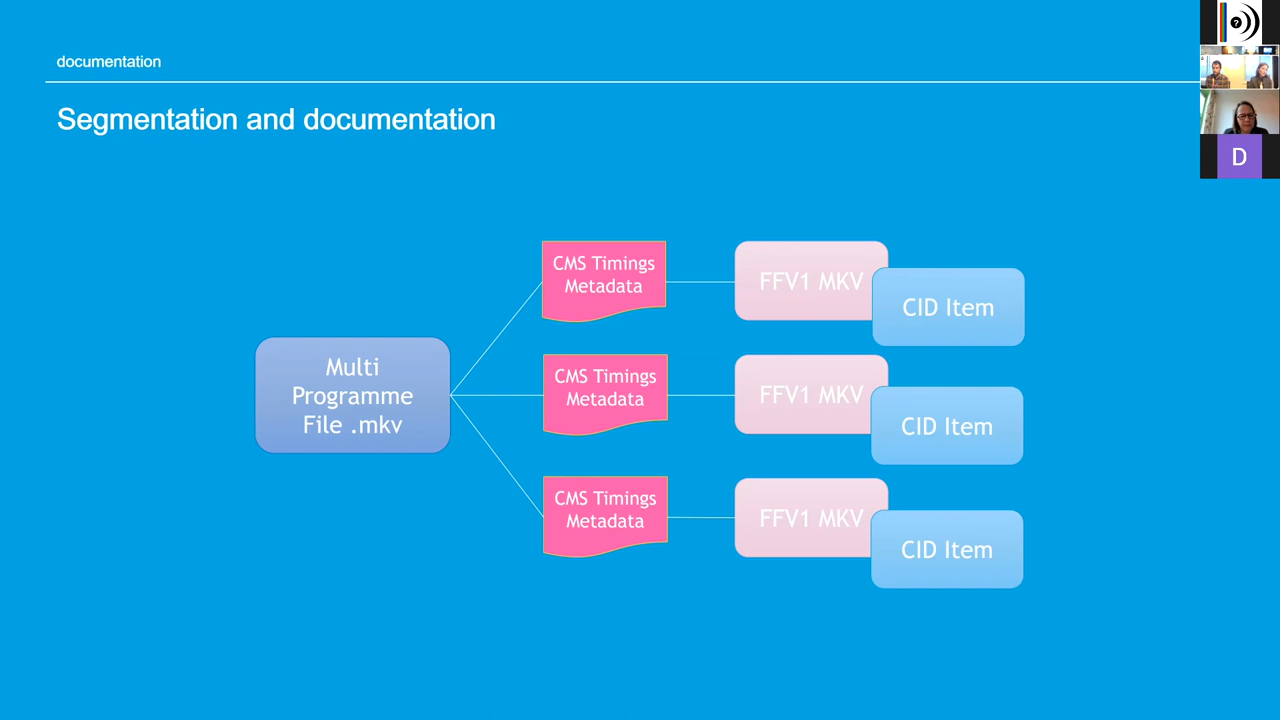 documentation
Segmentation and documentation
CMS Timings
Metadata
FFV1 MKV
CID Item
Multi
Programme
File .mkv
CMS Timings
Metadata
FFV1 MKV
CID Item
CMS Timings
Metadata
FFV1 MKV
CID Item
?
D